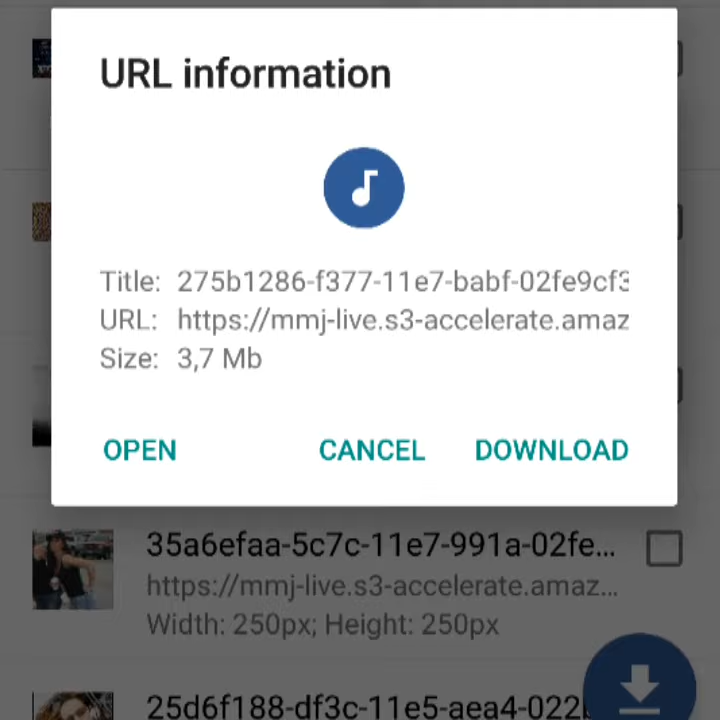 URL information
Title: 275b1286-f377-11e7-babf-02fe9cf3
URL: https://mmj-live.s3-accelerate.amaz
Size: 3,7 Mb
OPEN CANCEL DOWNLOAD
35a6efaa-5c7c-11e7-991a-02fe...
https://mmj-live.s3-accelerate.amaz...
Width: 250px; Height: 250px
25d6f188-df3c-11e5-aea4-022